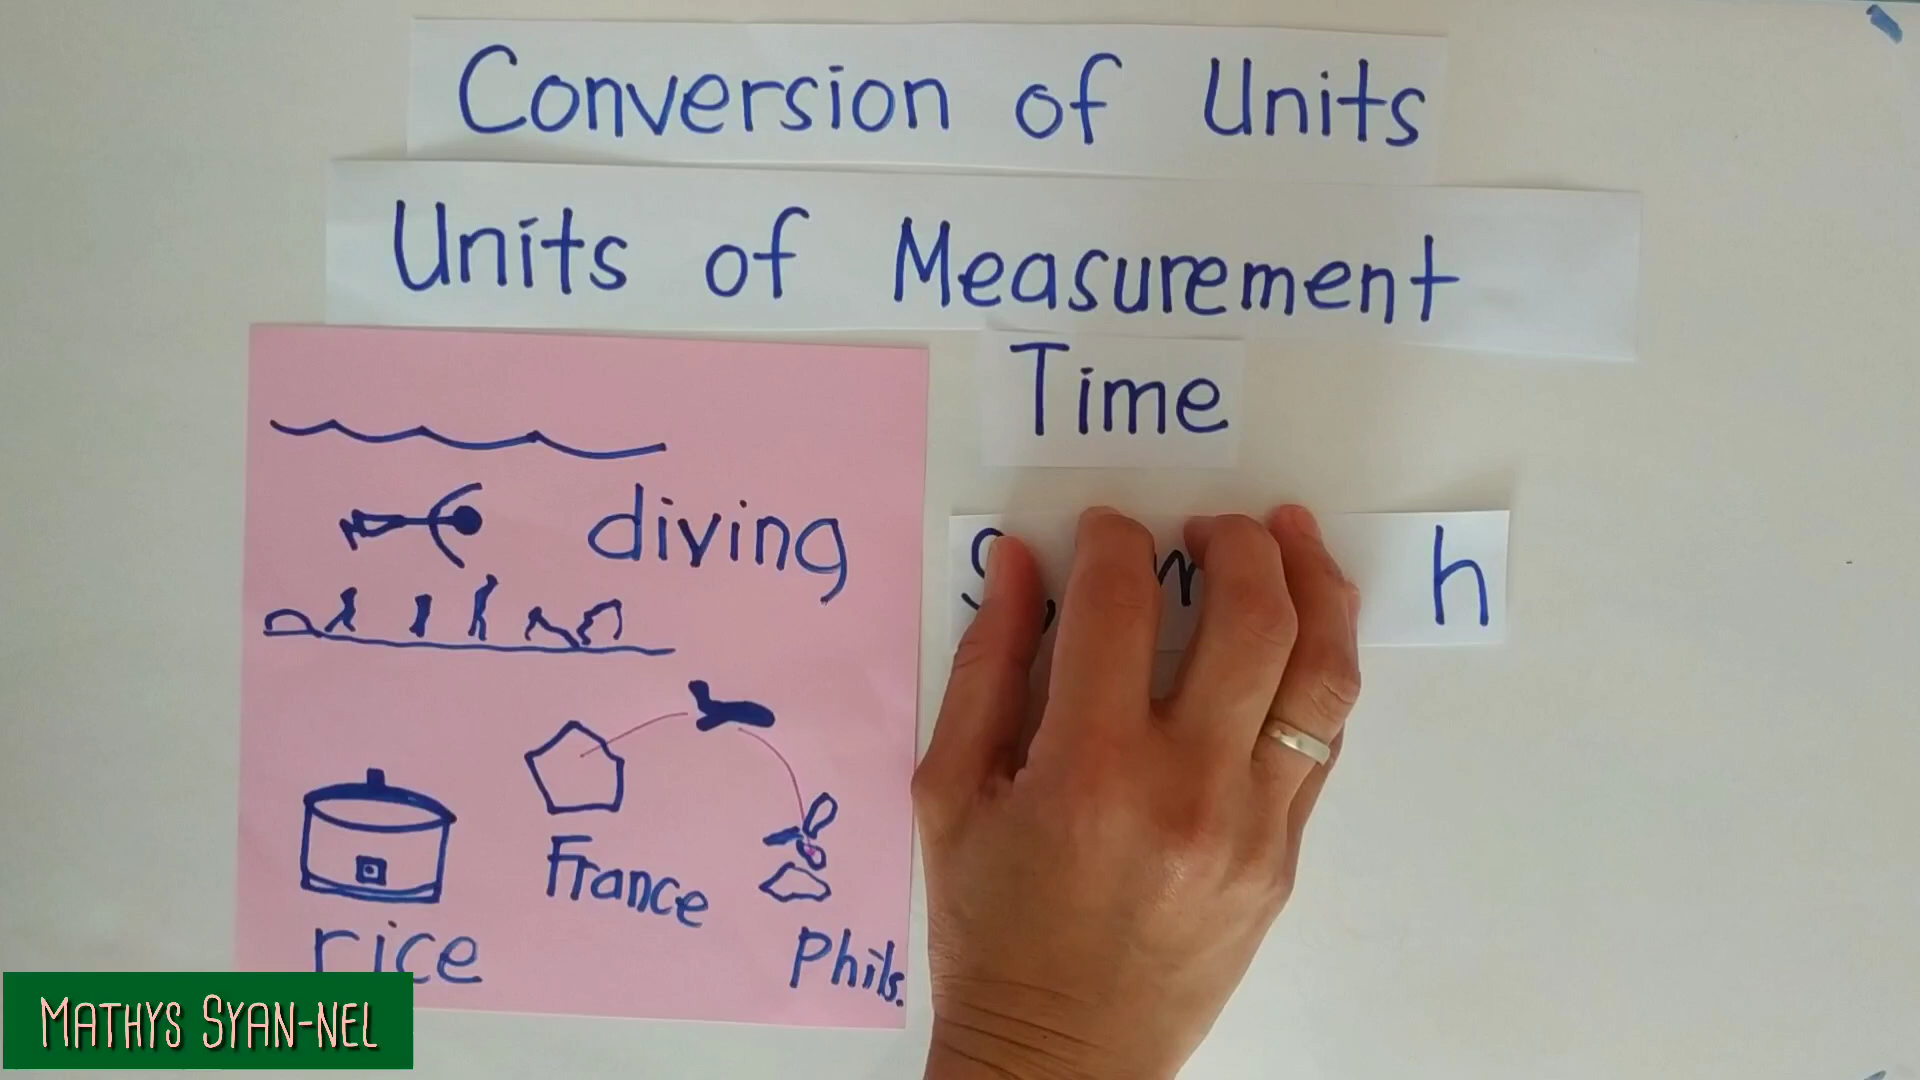 Conversion of Units
Units of Measurement
Time
diving
h
France
rice
Phils.
MATHYS SYAN-NEL